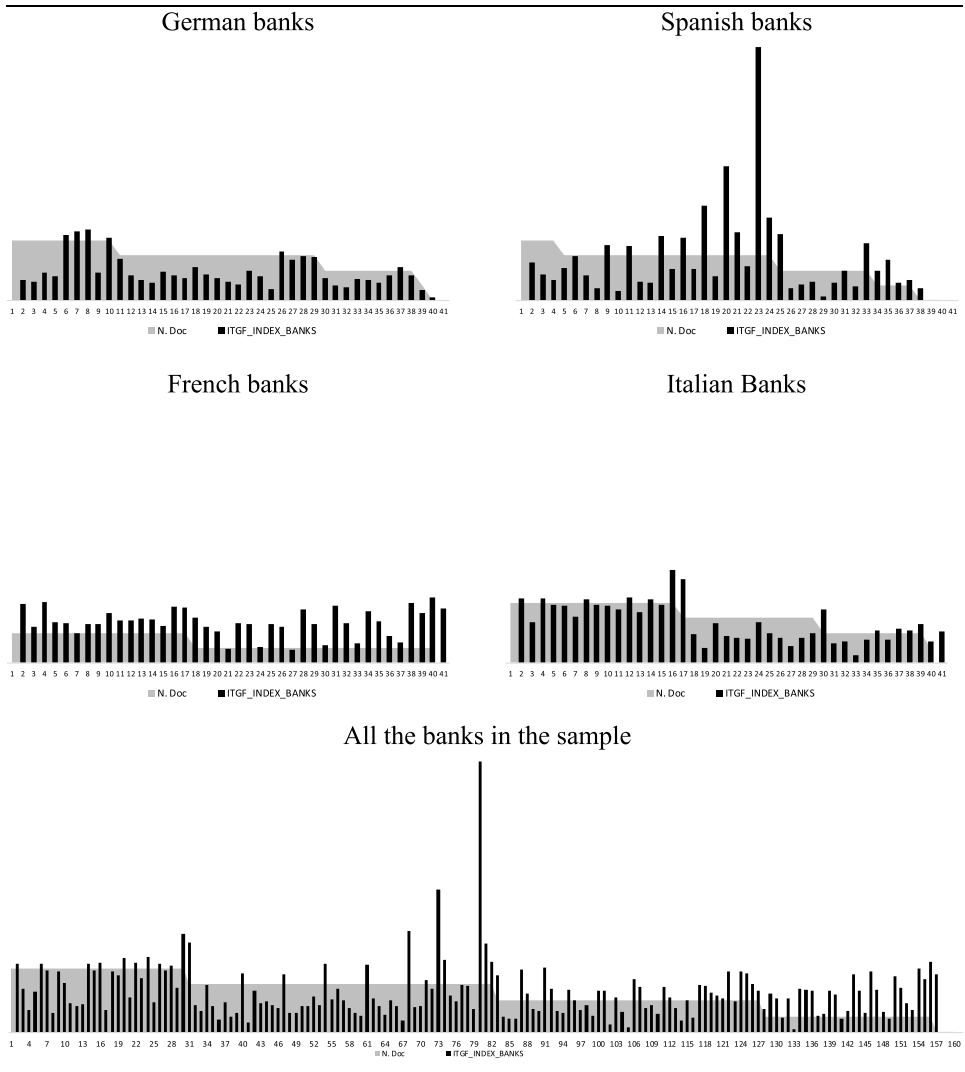 German banks
Spanish banks
1 2 3 4 5 6 7 8 9 10 11 12 13 14 15 16 17 18 19 20 21 22 23 24 25 26 27 28 29 30 31 32 33 34 35 36 37 38 39 40 41
1 2 3 4 5 6 7 8 9 10 11 12 13 14 15 16 17 18 19 20 21 22 23 24 25 26 27 28 29 30 31 32 33 34 35 36 37 38 39 40 41
N. Doc ITGF_INDEX_BANKS
N. Doc ITGF_INDEX_BANKS
French banks
Italian Banks
1 2 3 4 5 6 7 8 9 10 11 12 13 14 15 16 17 18 19 20 21 22 23 24 25 26 27 28 29 30 31 32 33 34 35 36 37 38 39 40 41
1 2 3 4 5 6 7 8 9 10 11 12 13 14 15 16 17 18 19 20 21 22 23 24 25 26 27 28 29 30 31 32 33 34 35 36 37 38 39 40 41
N. Doc ITGF_INDEX_BANKS
N. Doc ITGF_INDEX_BANKS
All the banks in the sample
1 4 7 10 13 16 19 22 25 28 31 34 37 40 43 46 49 52 55 58 61 64 67 70 73 76 79 82 85 88 91 94 97 100 103 106 109 112 115 118 121 124 127 130 133 136 139 142 145 148 151 154 157 160
N. Doc ITGF_INDEX_BANKS